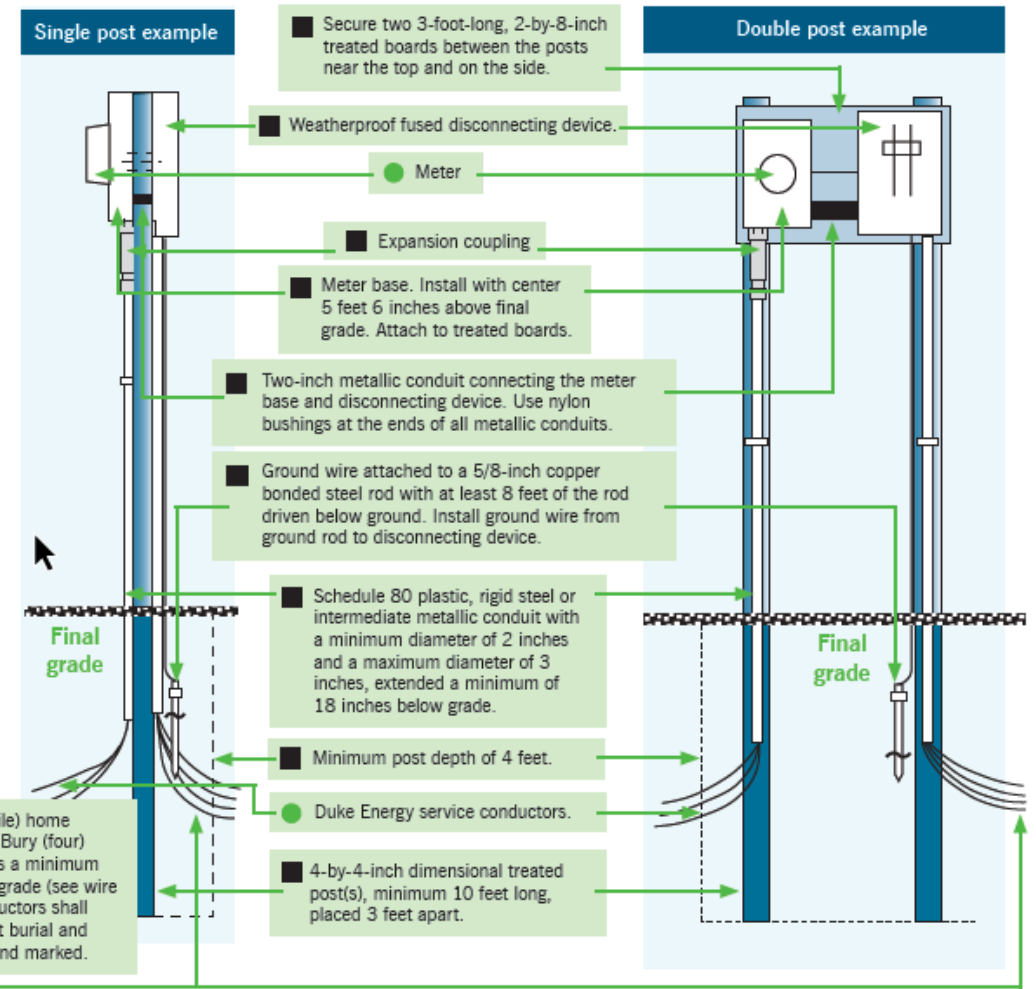 Single post example
Secure two 3-foot-long, 2-by-8-inch
treated boards between the posts
near the top and on the side.
Double post example
Weatherproof fused disconnecting device.
Meter
Expansion coupling
Meter base. Install with center
5 feet 6 inches above final
grade. Attach to treated boards.
Two-inch metallic conduit connecting the meter
base and disconnecting device. Use nylon
bushings at the ends of all metallic conduits.
Ground wire attached to a 5/8-inch copper
bonded steel rod with at least 8 feet of the rod
driven below ground. Install ground wire from
ground rod to disconnecting device.
Schedule 80 plastic, rigid steel or
intermediate metallic conduit with
a minimum diameter of 2 inches
and a maximum diameter of 3
inches, extended a minimum of
18 inches below grade.
Final
grade
Final
grade
Minimum post depth of 4 feet.
Duke Energy service conductors.
4-by-4-inch dimensional treated
post(s), minimum 10 feet long,
placed 3 feet apart.
ile) home
Bury (four)
s a minimum
grade (see wire
uctors shall
t burial and
nd marked.